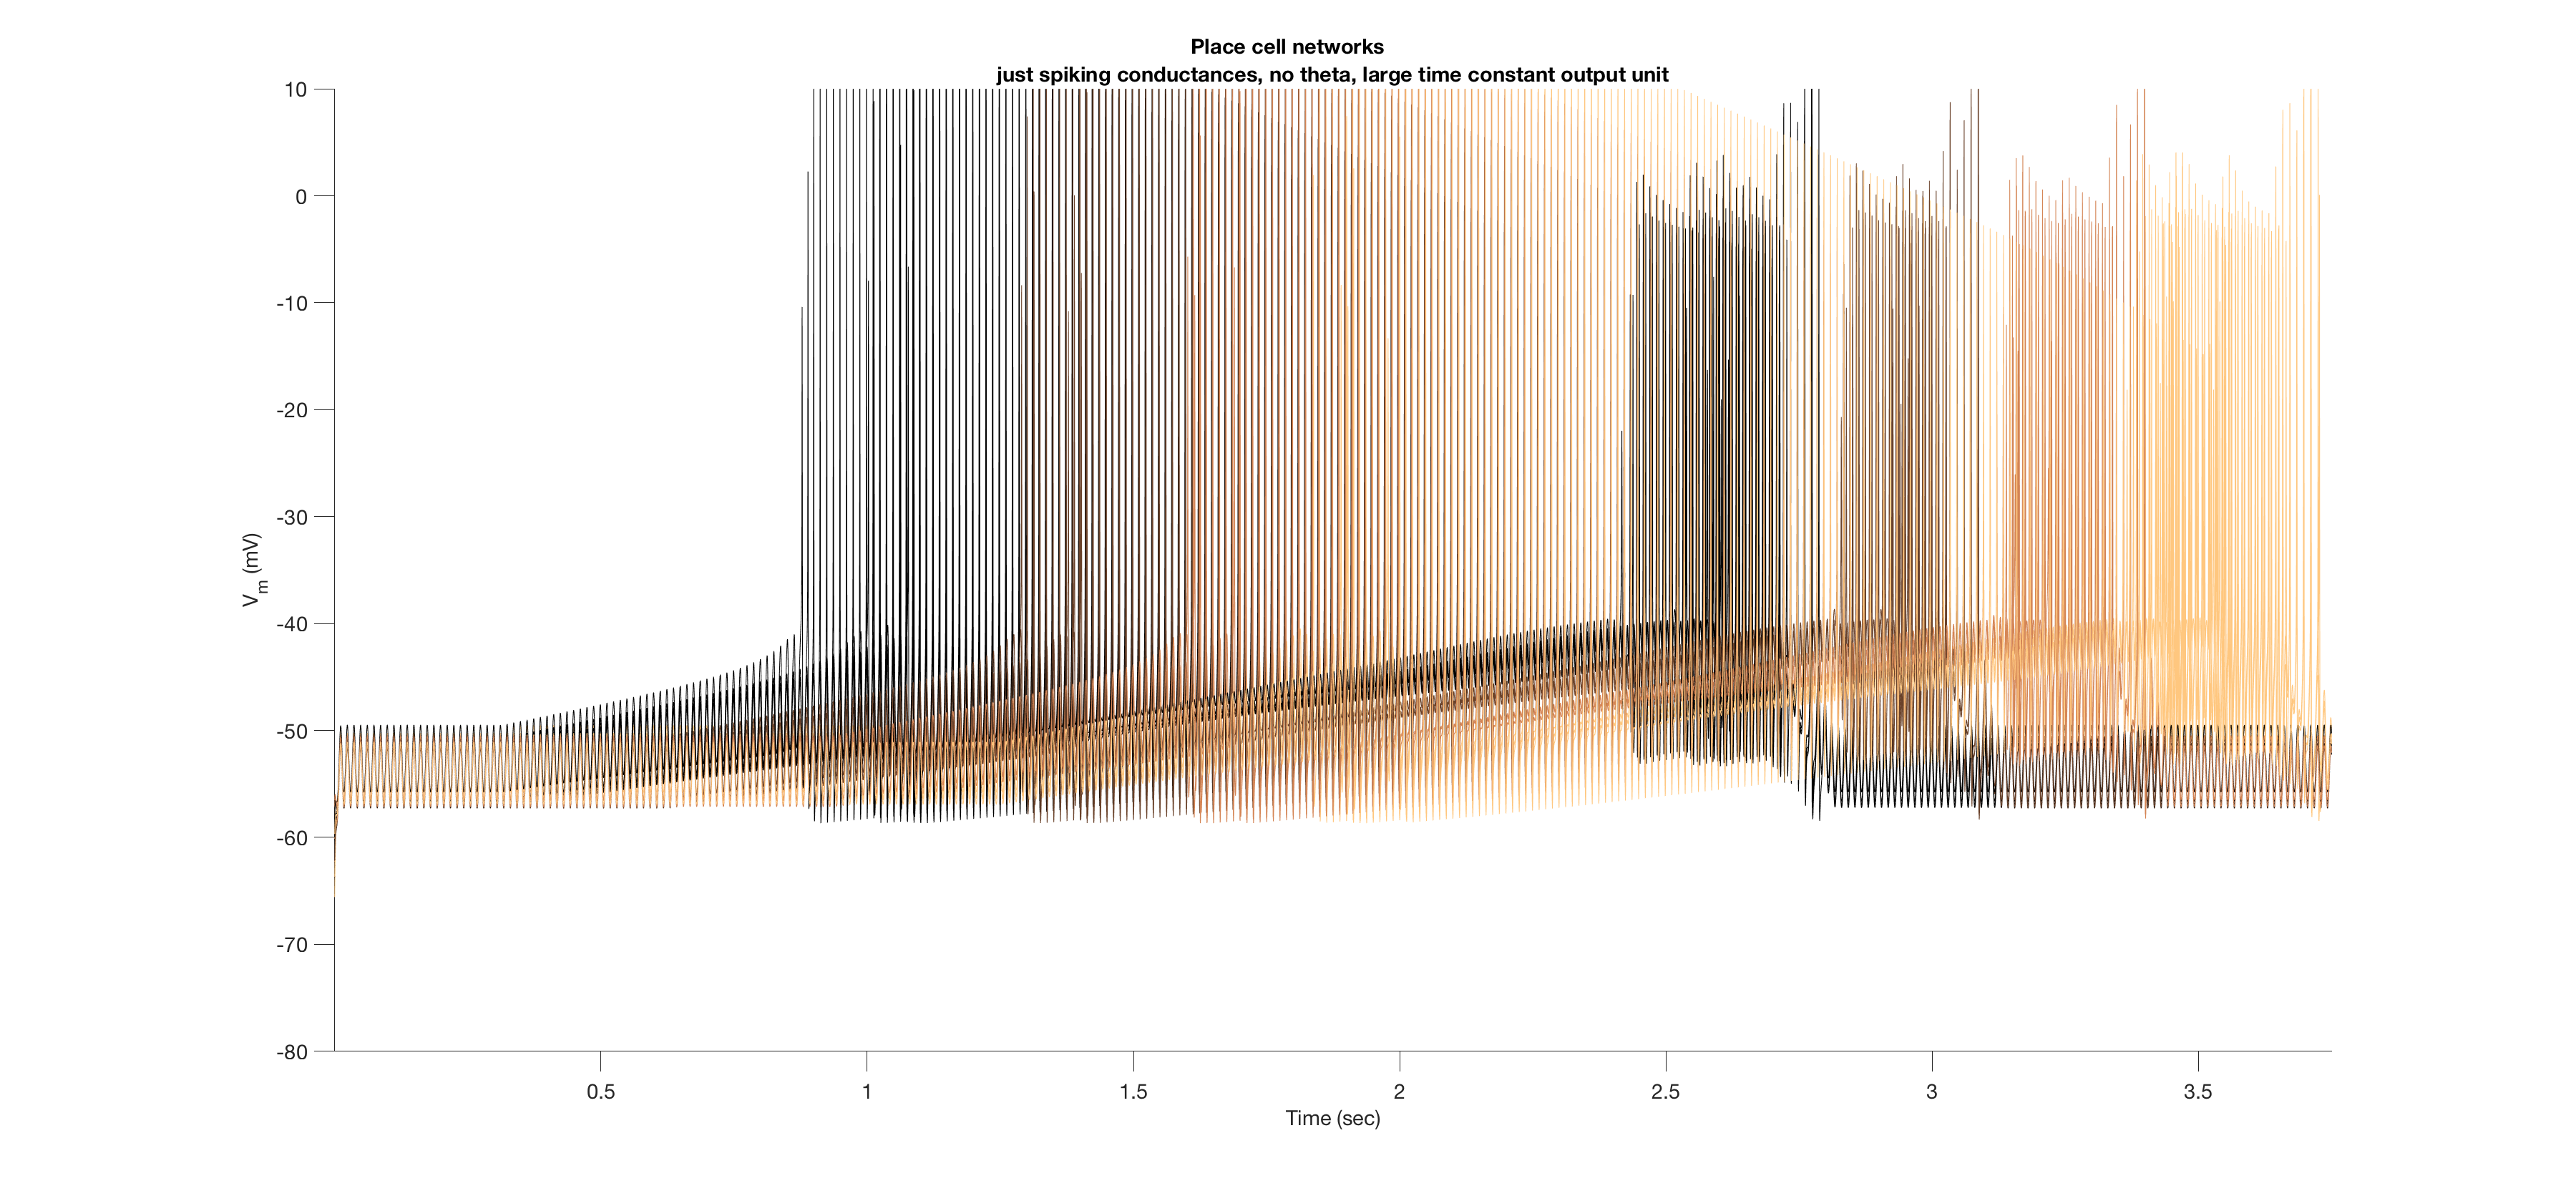 Place cell networks
just spiking conductances, no theta, large time constant output unit
10
0
-10
-20
-30
-40
-50
-60
-70
-80
Vm (mV)
0.5 1 1.5 2 2.5 3 3.5
Time (sec)